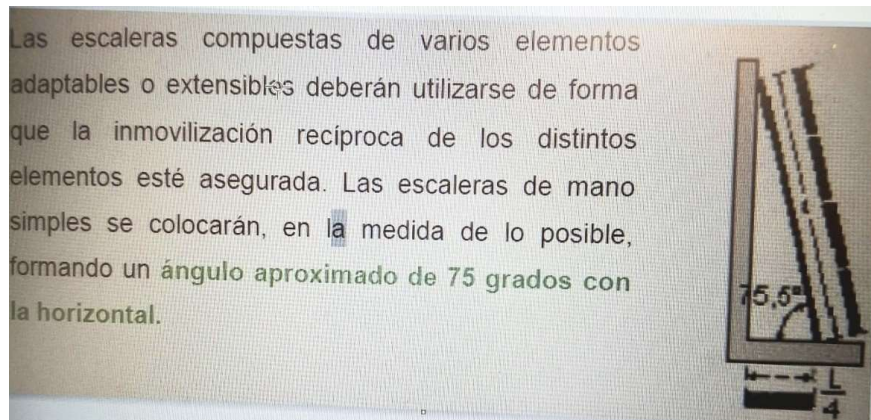 Las escaleras compuestas de varios elementos
adaptables o extensibles deberán utilizarse de forma
que la inmovilización recíproca de los distintos
elementos esté asegurada. Las escaleras de mano
simples se colocarán, en la medida de lo posible,
formando un ángulo aproximado de 75 grados con
la horizontal.
75,5°
L
4